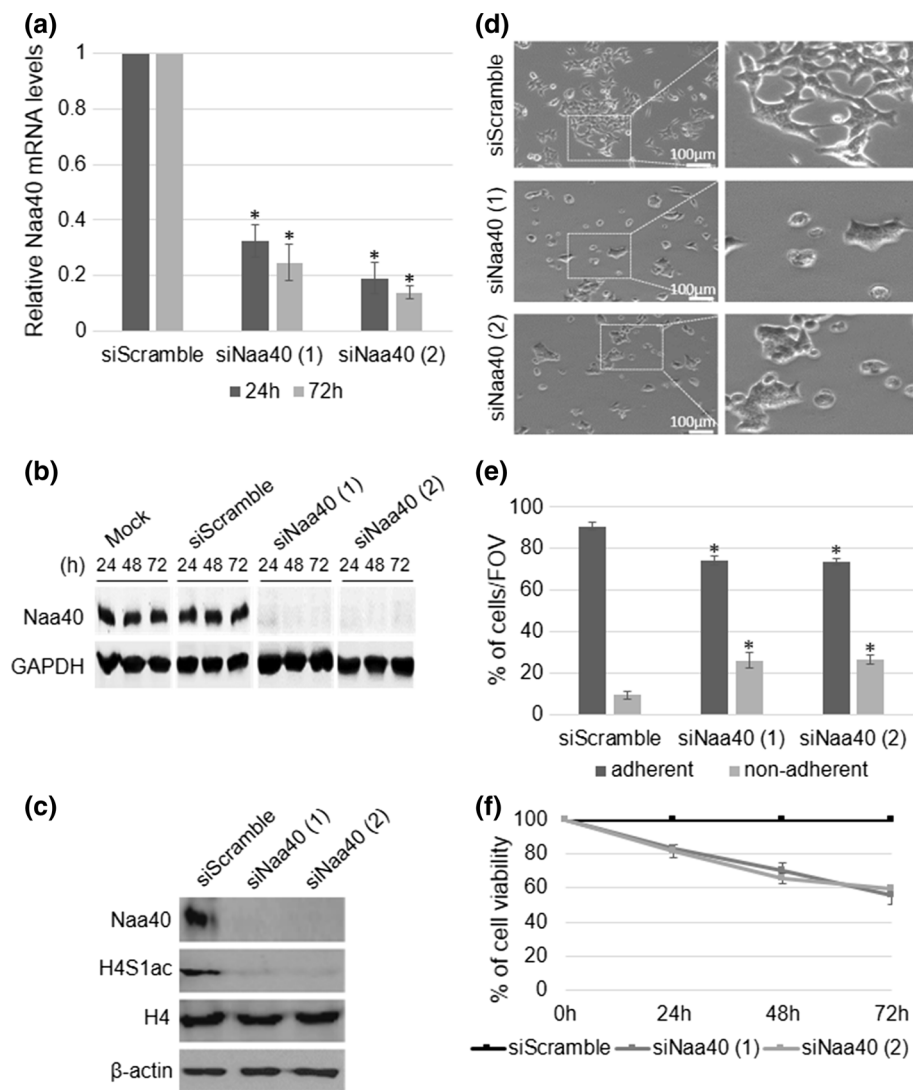 (a)
Relative Naa40 mRNA levels
1
0.8
0.6
0.4
0.2
0
* * * *
siScramble siNaa40 (1) siNaa40 (2)
24h 72h
(b)
Mock siScramble siNaa40 (1) siNaa40 (2)
(h) 24 48 72 24 48 72 24 48 72 24 48 72
Naa40
GAPDH
(c)
siScramble siNaa40 (1) siNaa40 (2)
Naa40
H4S1ac
H4
β-actin
(d)
siScramble
100μm
siNaa40 (1)
100μm
siNaa40 (2)
100μm
(e)
% of cells/FOV
100
80
60
40
20
0
* * * *
siScramble siNaa40 (1) siNaa40 (2)
adherent non-adherent
(f)
% of cell viability
100
80
60
40
20
0
0h 24h 48h 72h
siScramble siNaa40 (1) siNaa40 (2)